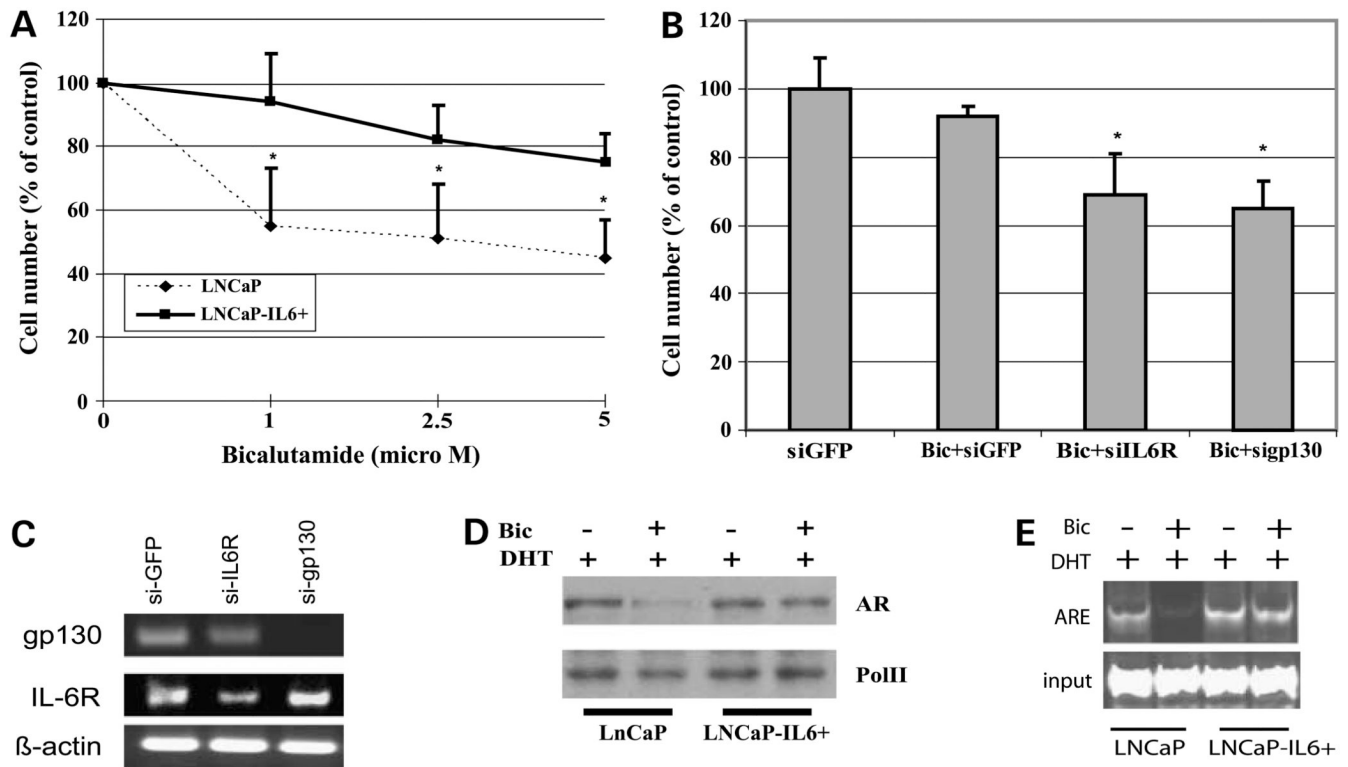 A
Cell number (% of control)
120
100
80
60
40
20
0
*
*
*
LNCaP
LNCaP-IL6+
0 1 2.5 5
Bicalutamide (micro M)
B
Cell number (% of control)
120
100
80
60
40
20
0
*
*
siGFP Bic+siGFP Bic+siIL6R Bic+sigp130
C
si-GFP
si-IL6R
si-gp130
gp130
IL-6R
ß-actin
D
Bic - + - +
DHT + + + +
AR
PolII
LnCaP LNCaP-IL6+
E
Bic - + - +
DHT + + + +
ARE
input
LNCaP LNCaP-IL6+